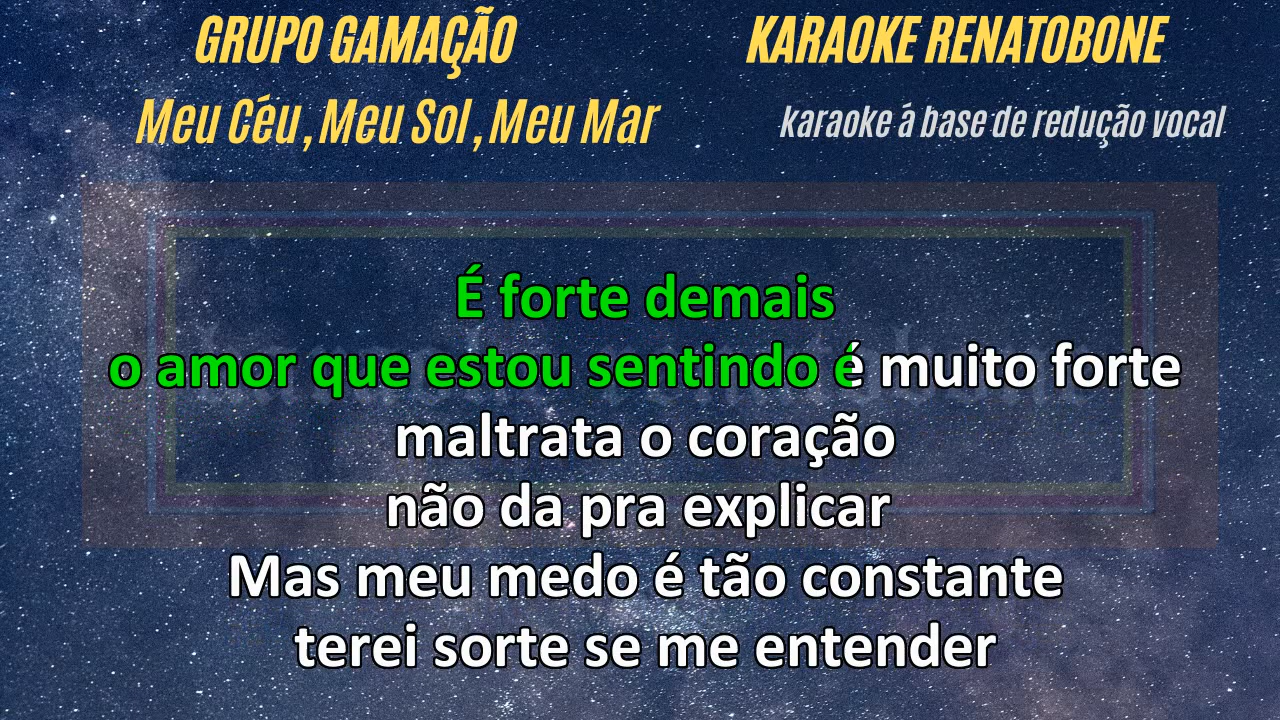 GRUPO GAMAÇÃO
KARAOKE RENATOBONE
Meu Céu , Meu Sol , Meu Mar
karaoke á base de redução vocal
É forte demais
o amor que estou sentindo é muito forte
maltrata o coração
não da pra explicar
Mas meu medo é tão constante
terei sorte se me entender